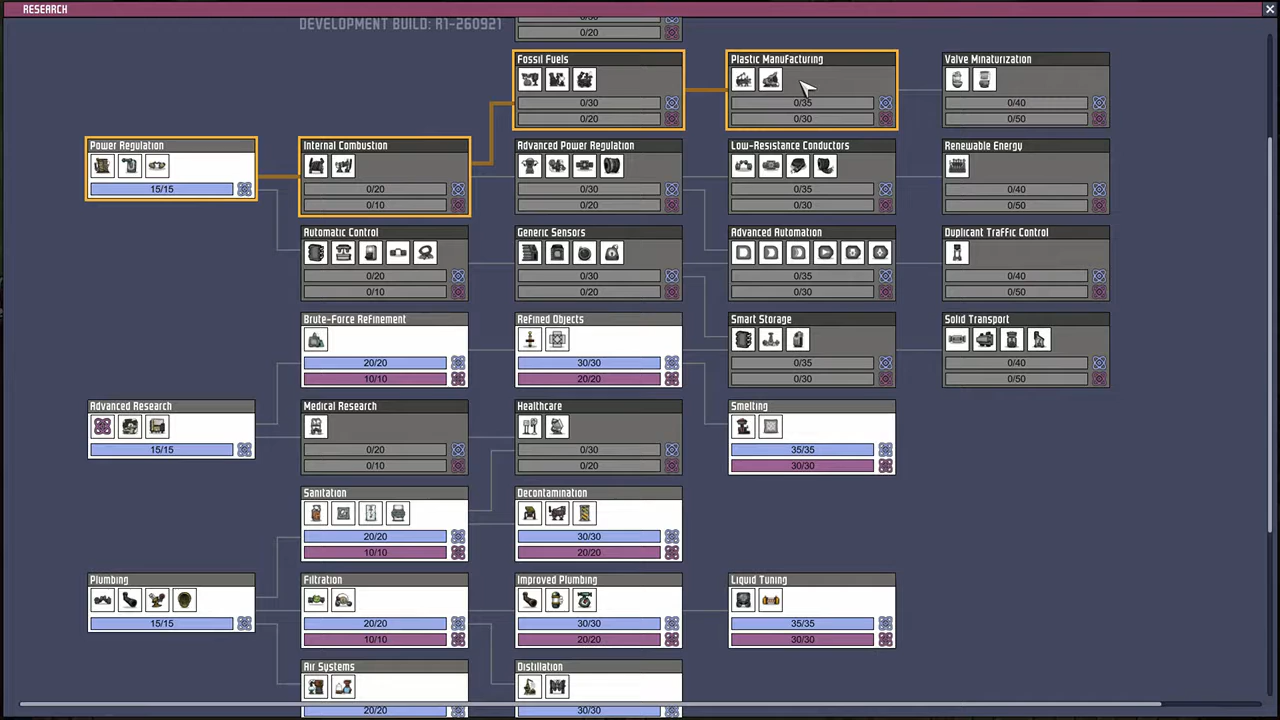 RESEARCH
DEVELOPMENT BUILD: R1-260921
0/20
Fossil Fuels
0/30
0/20
Plastic Manufacturing
0/35
0/30
Valve Minaturization
0/40
0/50
Power Regulation
15/15
Internal Combustion
0/20
0/10
Advanced Power Regulation
0/30
0/20
Low-Resistance Conductors
0/35
0/30
Renewable Energy
0/40
0/50
Automatic Control
0/20
0/10
Generic Sensors
0/30
0/20
Advanced Automation
0/35
0/30
Duplicant Traffic Control
0/40
0/50
Brute-Force Refinement
20/20
10/10
Refined Objects
30/30
20/20
Smart Storage
0/35
0/30
Solid Transport
0/40
0/50
Advanced Research
15/15
Medical Research
0/20
0/10
Healthcare
0/30
0/20
Smelting
35/35
30/30
Sanitation
20/20
10/10
Decontamination
30/30
20/20
Plumbing
15/15
Filtration
20/20
10/10
Improved Plumbing
30/30
20/20
Liquid Tuning
35/35
30/30
Air Systems
20/20
Distillation
30/30